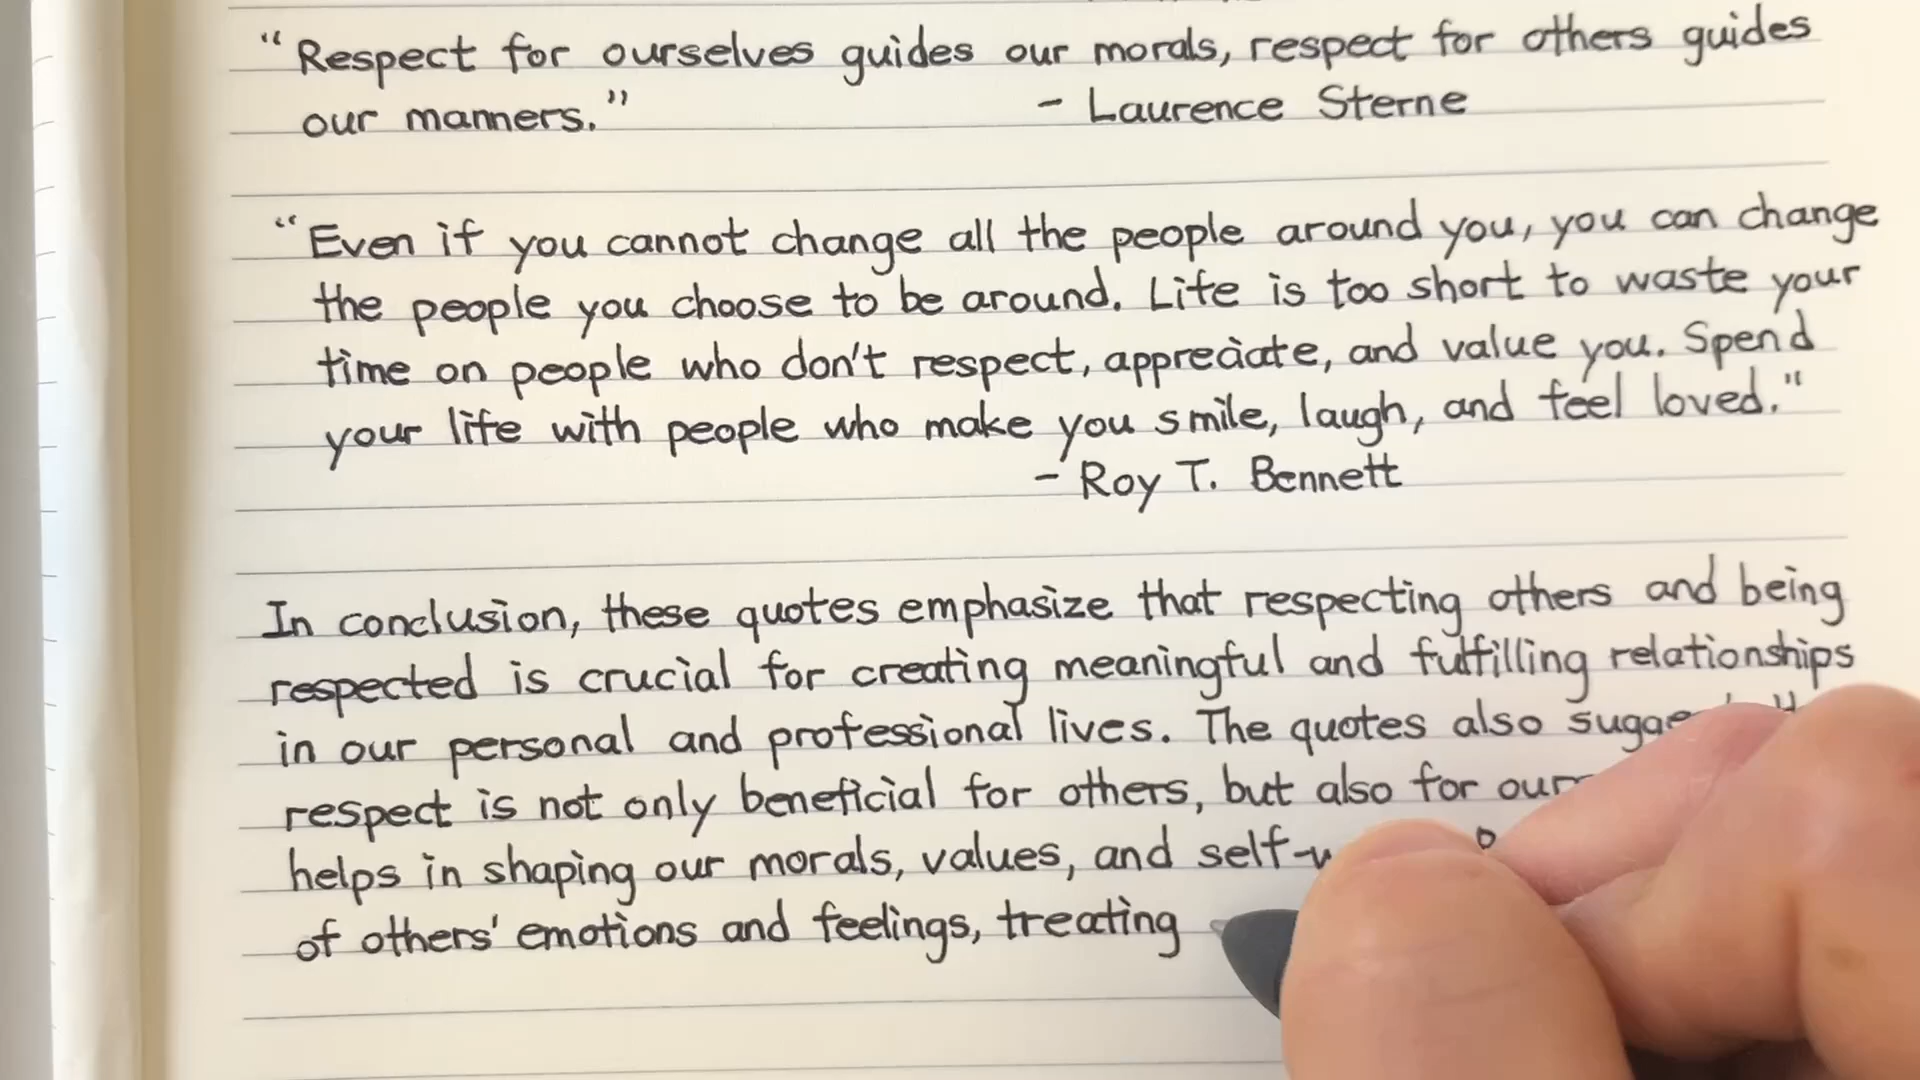 “Respect for ourselves guides our morals, respect for others guides
our manners.” - Laurence Sterne
“Even if you cannot change all the people around you, you can change
the people you choose to be around. Life is too short to waste your
time on people who don't respect, appreciate, and value you. Spend
your life with people who make you smile, laugh, and feel loved."
- Roy T. Bennett
In conclusion, these quotes emphasize that respecting others and being
respected is crucial for creating meaningful and fulfilling relationships
in our personal and professional lives. The quotes also
respect is not only beneficial for others, but also for
helps in shaping our morals, values, and
of others' emotions and feelings, treating